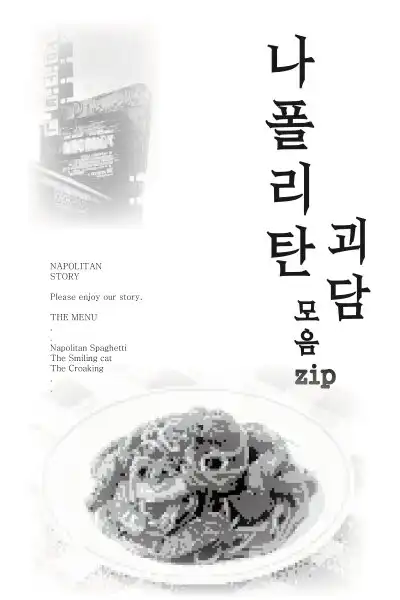 나폴리탄
괴담
모음
zip
NAPOLITAN
STORY
Please enjoy our story.
THE MENU
.
.
Napolitan Spaghetti
The Smiling cat
The Croaking
.
.